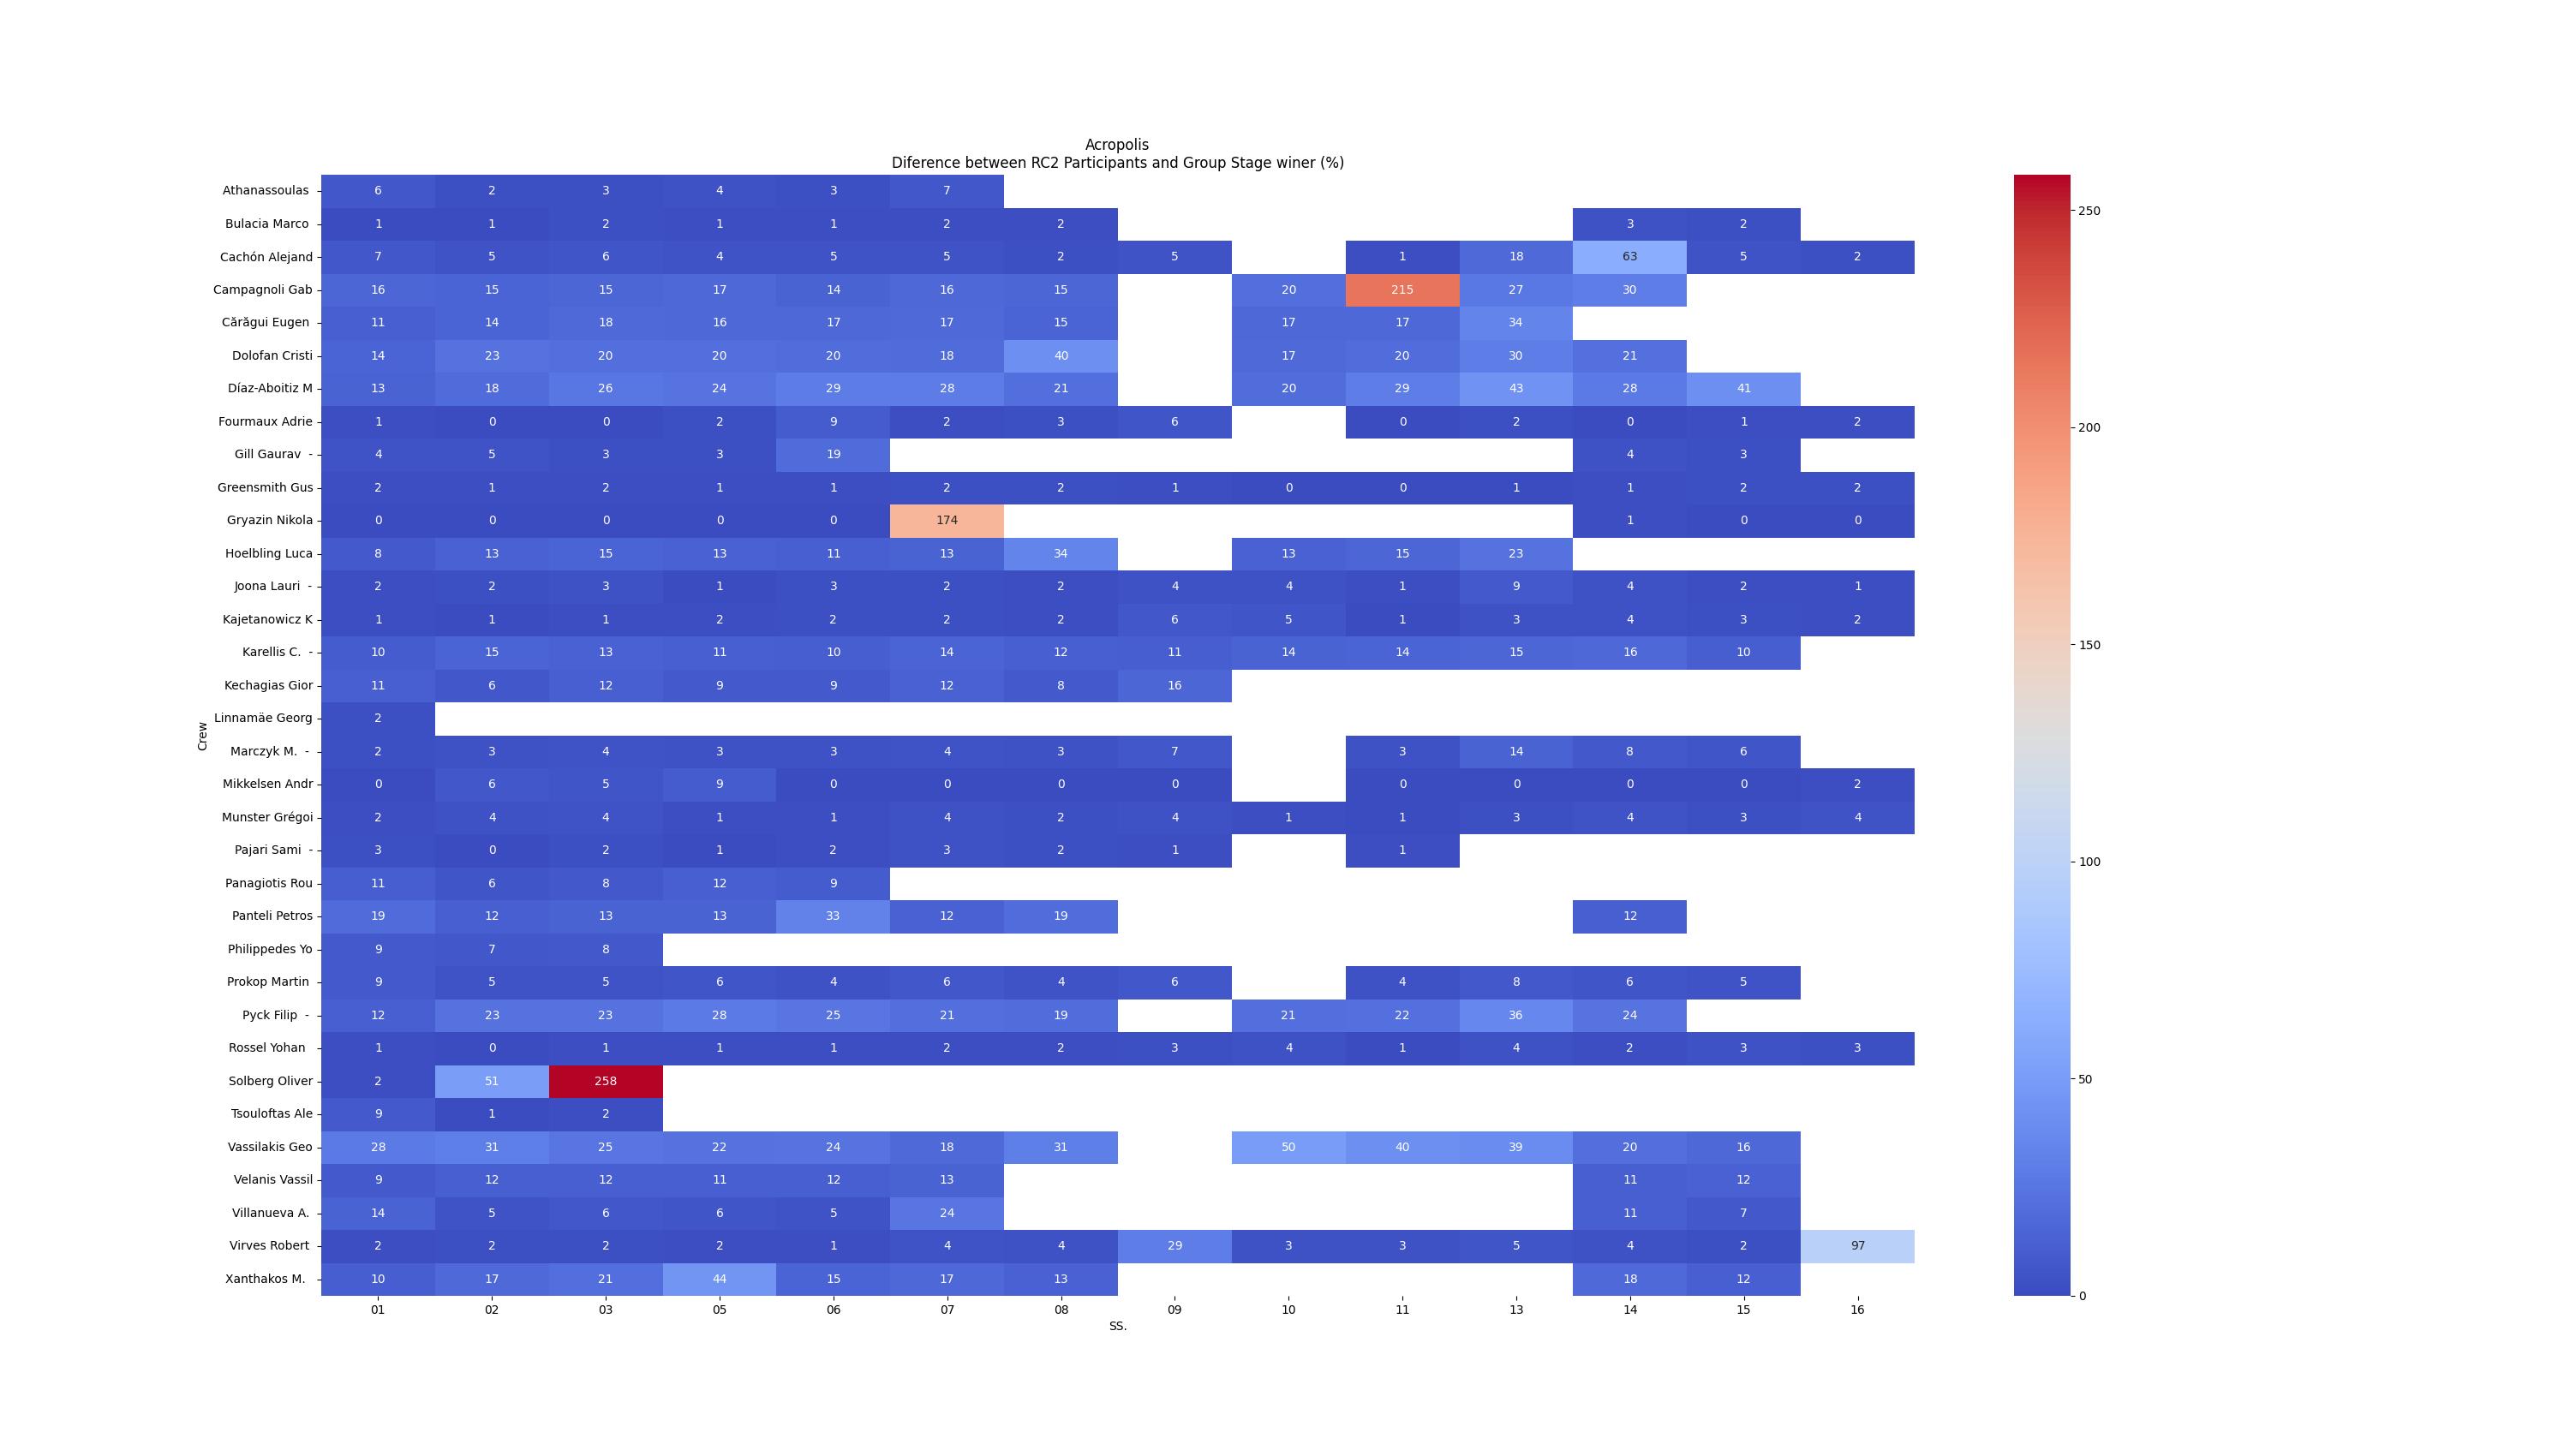 Acropolis
Diference between RC2 Participants and Group Stage winer (%)
Athanassoulas 6 2 3 4 3 7
Bulacia Marco 1 1 2 1 1 2 2 3 2
Cachón Alejand 7 5 6 4 5 5 2 5 1 18 63 5 2
Campagnoli Gab 16 15 15 17 14 16 15 20 215 27 30
Cărăgui Eugen 11 14 18 16 17 17 15 17 17 34
Dolofan Cristi 14 23 20 20 20 18 40 17 20 30 21
Díaz-Aboitiz M 13 18 26 24 29 28 21 20 29 43 28 41
Fourmaux Adrie 1 0 0 2 9 2 3 6 0 2 0 1 2
Gill Gaurav - 4 5 3 3 19 4 3
Greensmith Gus 2 1 2 1 1 2 2 1 0 0 1 1 2 2
Gryazin Nikola 0 0 0 0 0 174 1 0 0
Hoelbling Luca 8 13 15 13 11 13 34 13 15 23
Joona Lauri - 2 2 3 1 3 2 2 4 4 1 9 4 2 1
Kajetanowicz K 1 1 1 2 2 2 2 6 5 1 3 4 3 2
Karellis C. - 10 15 13 11 10 14 12 11 14 14 15 16 10
Kechagias Gior 11 6 12 9 9 12 8 16
Linnamäe Georg 2
Marczyk M. - 2 3 4 3 3 4 3 7 3 14 8 6
Mikkelsen Andr 0 6 5 9 0 0 0 0 0 0 0 0 2
Munster Grégoi 2 4 4 1 1 4 2 4 1 1 3 4 3 4
Pajari Sami - 3 0 2 1 2 3 2 1 1
Panagiotis Rou 11 6 8 12 9
Panteli Petros 19 12 13 13 33 12 19 12
Philippedes Yo 9 7 8
Prokop Martin 9 5 5 6 4 6 4 6 4 8 6 5
Pyck Filip - 12 23 23 28 25 21 19 21 22 36 24
Rossel Yohan 1 0 1 1 1 2 2 3 4 1 4 2 3 3
Solberg Oliver 2 51 258
Tsouloftas Ale 9 1 2
Vassilakis Geo 28 31 25 22 24 18 31 50 40 39 20 16
Velanis Vassil 9 12 12 11 12 13 11 12
Villanueva A. 14 5 6 6 5 24 11 7
Virves Robert 2 2 2 2 1 4 4 29 3 3 5 4 2 97
Xanthakos M. 10 17 21 44 15 17 13 18 12
01 02 03 05 06 07 08 09 10 11 13 14 15 16
SS.
Crew
250
200
150
100
50
0